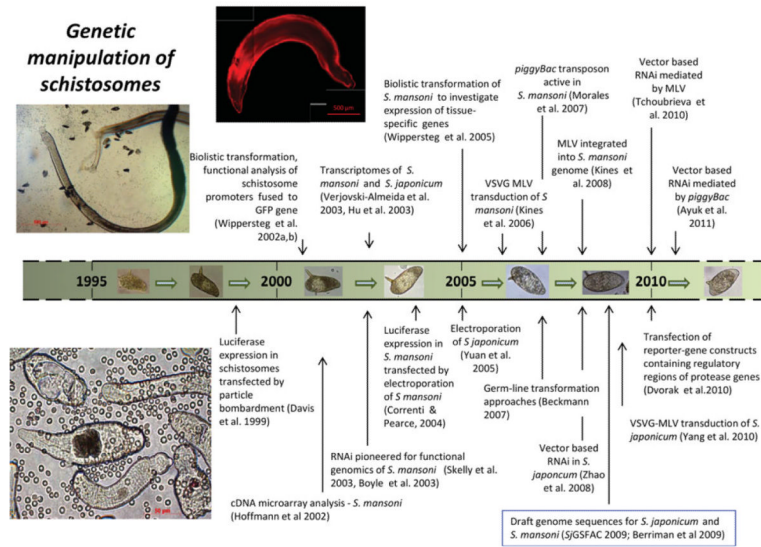 Genetic
manipulation of
schistosomes
500 µm
Biolistic transformation,
functional analysis of
schistosome
promoters fused to
GFP gene
(Wippersteg et al.
2002a,b)
Transcriptomes of S.
mansoni and S. japonicum
(Verjovski-Almeida et al.
2003, Hu et al. 2003)
Biolistic transformation of
S. mansoni to investigate
expression of tissue-
specific genes
(Wippersteg et al. 2005)
VSVG MLV
transduction of S
mansoni (Kines
et al. 2006)
piggyBac transposon
active in
S. mansoni (Morales
et al. 2007)
MLV integrated
into S. mansoni
genome (Kines
et al. 2008)
Vector based
RNAi mediated
by MLV
(Tchoubrieva et
al. 2010)
Vector based
RNAi mediated
by piggyBac
(Ayuk et al.
2011)
1995
2000
2005
2010
Luciferase
expression in
schistosomes
transfected by
particle
bombardment (Davis
et al. 1999)
cDNA microarray analysis - S. mansoni
(Hoffmann et al 2002)
RNAi pioneered for functional
genomics of S. mansoni (Skelly et al.
2003, Boyle et al. 2003)
Luciferase
expression in
S. mansoni
transfected by
electroporation
of S mansoni
(Correnti &
Pearce, 2004)
Electroporation
of S japonicum
(Yuan et al.
2005)
Germ-line transformation
approaches (Beckmann
2007)
Vector based
RNAi in S.
japoncum (Zhao
et al. 2008)
Draft genome sequences for S. japonicum and
S. mansoni (SjGSFAC 2009; Berriman et al 2009)
VSVG-MLV transduction of S.
japonicum (Yang et al. 2010)
Transfection of
reporter-gene constructs
containing regulatory
regions of protease genes
(Dvorak et al.2010)